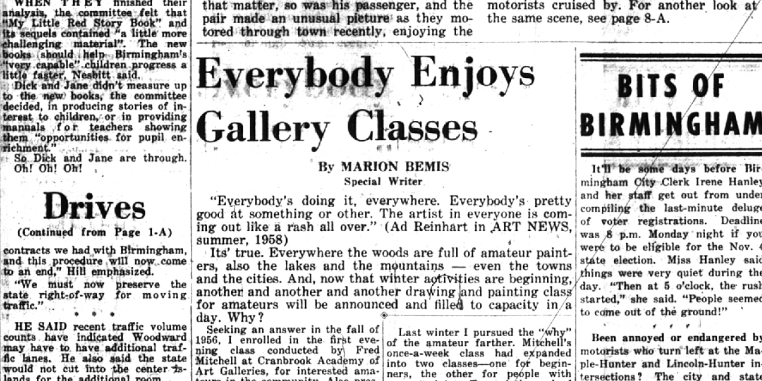 WHEN THEY finished their
analysis, the committee felt that
"My Little Red Story Book" and
its sequels contained "a little more
challenging material". The new
books should help Birmingham's
"very capable" children progress a
little faster, Nesbitt said.
Dick and Jane didn't measure up
to the new books, the committee
decided, in producing stories of in-
terest to children, or in providing
manuals for teachers showing
them "opportunities for pupil en-
richment."
So Dick and Jane are through.
Oh! Oh! Oh!
Drives
(Continued from Page 1-A)
contracts we had with Birmingham,
and this procedure will now come
to an end," Hill emphasized.
"We must now preserve the
state right-of-way for moving
traffic."
HE SAID recent traffic volume
counts have indicated Woodward
may have to have additional traf-
fic lanes. He also said the state
would not cut into the center is-
lands for the additional room
that matter, so was his passenger, and the
pair made an unusual picture as they mo-
tored through town recently, enjoying the
motorists cruised by. For another look at
the same scene, see page 8-A.
Everybody Enjoys
Gallery Classes
By MARION BEMIS
Special Writer
"Everybody's doing it, everywhere. Everybody's pretty
good at something or other. The artist in everyone is com-
ing out like a rash all over." (Ad Reinhart in ART NEWS,
summer, 1958)
Its' true. Everywhere the woods are full of amateur paint-
ers, also the lakes and the mountains — even the towns
and the cities. And, now that winter activities are beginning,
another and another and another drawing and painting class
for amateurs will be announced and filled to capacity in a
day. Why?
Seeking an answer in the fall of
1956, I enrolled in the first eve-
ning class conducted by Fred
Mitchell at Cranbrook Academy of
Art Galleries, for interested ama-
Last winter I pursued the "why"
of the amateur farther. Mitchell's
once-a-week class had expanded
into two classes—one for begin-
ners, the other for people with
BITS OF
BIRMINGHAM
It'll be some days before Bir-
mingham City Clerk Irene Hanley
and her staff get out from under
compiling the last-minute deluge
of voter registrations. Deadline
was 8 p.m. Monday night if you
were to be eligible for the Nov. 4
state election. Miss Hanley said
things were very quiet during the
day. "Then at 5 o'clock, the rush
started," she said. "People seemed
to come out of the ground!"
Been annoyed or endangered by
motorists who turn left at the Ma-
ple-Hunter and Lincoln-Hunter in-
tersections? The city and state